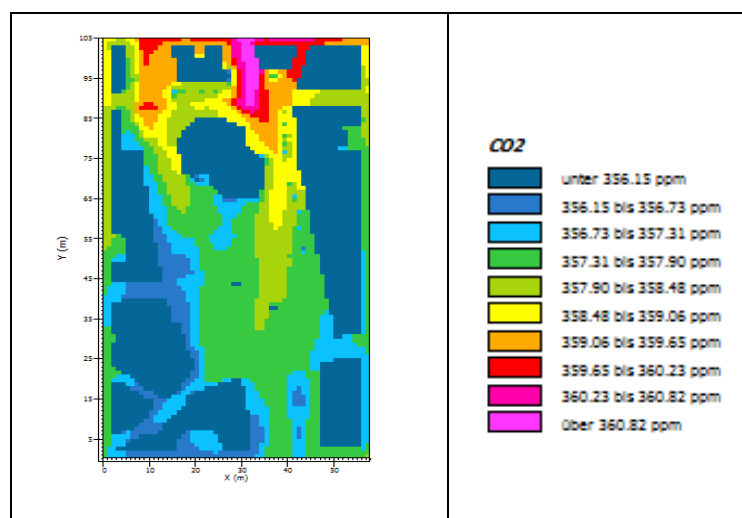 105
95
85
75
65
55
45
35
25
15
5
Y (m)
0 10 20 30 40 50
X (m)
CO2
unter 356.15 ppm
356.15 bis 356.73 ppm
356.73 bis 357.31 ppm
357.31 bis 357.90 ppm
357.90 bis 358.48 ppm
358.48 bis 359.06 ppm
359.06 bis 359.65 ppm
359.65 bis 360.23 ppm
360.23 bis 360.82 ppm
über 360.82 ppm